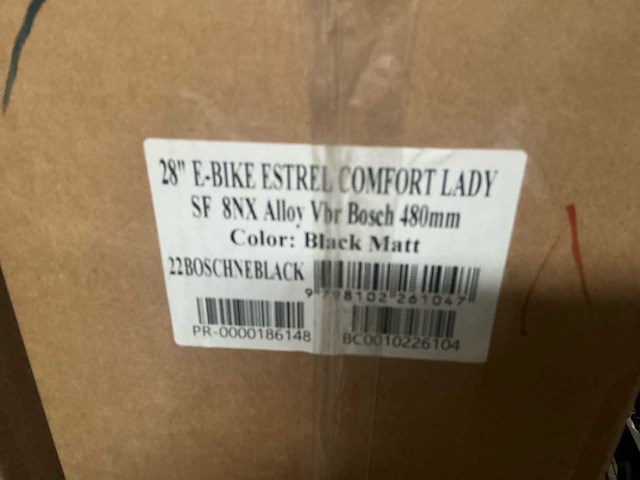 28" E-BIKE ESTREL COMFORT LADY
SF 8NX Alloy Vbr Bosch 480mm
Color: Black Matt
22BOSCHNEBLACK
9 798102 261047
PR-0000186148
BC0010226104